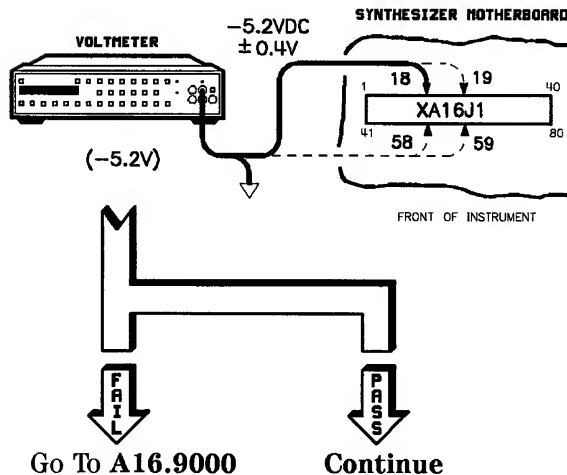 SYNTHESIZER MOTHERBOARD
-5.2VDC
± 0.4V
VOLTMETER
18 19
1 40
XA16J1
41 80
58 59
(-5.2V)
FRONT OF INSTRUMENT
FAIL
PASS
Go To A16.9000
Continue